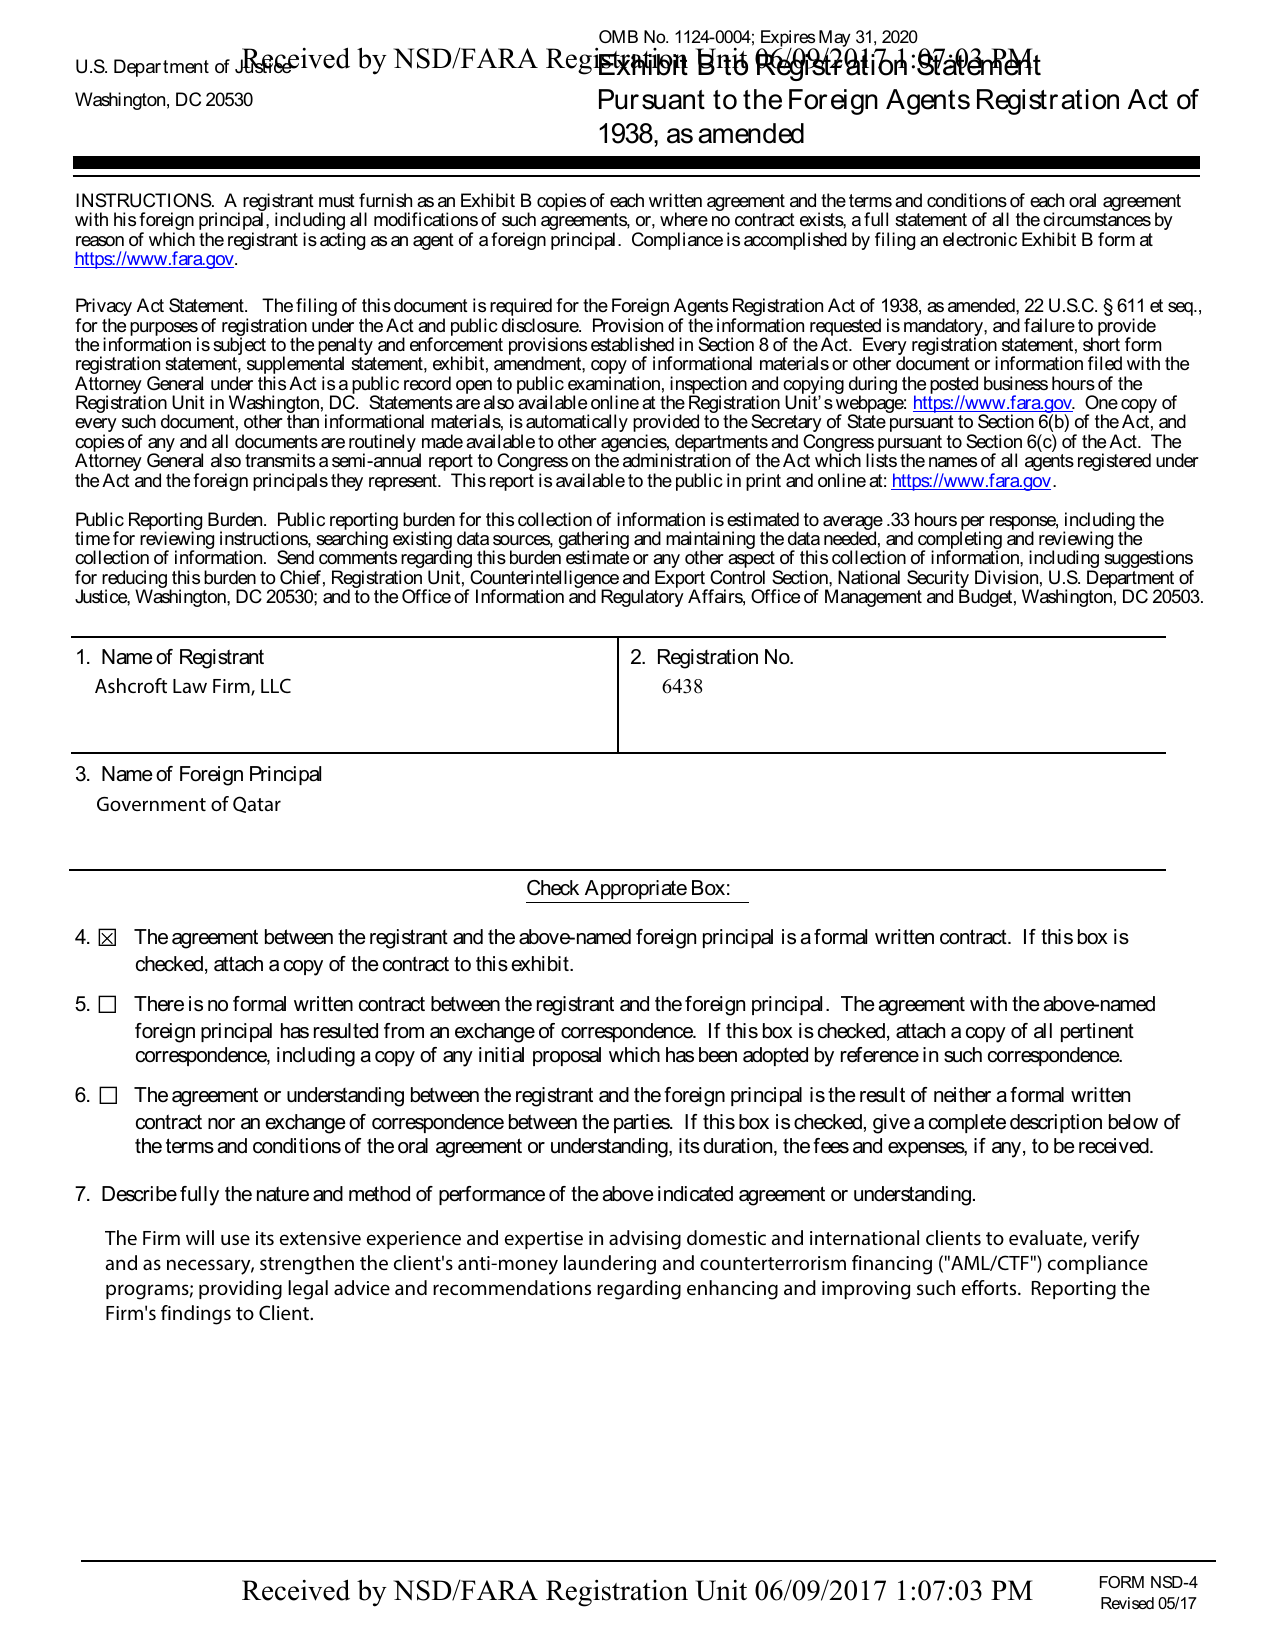 OMB No. 1124-0004; Expires May 31, 2020
Received by NSD/FARA Registration Unit 06/09/2017 1:07:03 PM
U.S. Department of Justice
Exhibit B to Registration Statement
Washington, DC 20530
Pursuant to the Foreign Agents Registration Act of
1938, as amended
INSTRUCTIONS. A registrant must furnish as an Exhibit B copies of each written agreement and the terms and conditions of each oral agreement
with his foreign principal, including all modifications of such agreements, or, where no contract exists, a full statement of all the circumstances by
reason of which the registrant is acting as an agent of a foreign principal. Compliance is accomplished by filing an electronic Exhibit B form at
https://www.fara.gov.
Privacy Act Statement. The filing of this document is required for the Foreign Agents Registration Act of 1938, as amended, 22 U.S.C. § 611 et seq.,
for the purposes of registration under the Act and public disclosure. Provision of the information requested is mandatory, and failure to provide
the information is subject to the penalty and enforcement provisions established in Section 8 of the Act. Every registration statement, short form
registration statement, supplemental statement, exhibit, amendment, copy of informational materials or other document or information filed with the
Attorney General under this Act is a public record open to public examination, inspection and copying during the posted business hours of the
Registration Unit in Washington, DC. Statements are also available online at the Registration Unit's webpage: https://www.fara.gov. One copy of
every such document, other than informational materials, is automatically provided to the Secretary of State pursuant to Section 6(b) of the Act, and
copies of any and all documents are routinely made available to other agencies, departments and Congress pursuant to Section 6(c) of the Act. The
Attorney General also transmits a semi-annual report to Congress on the administration of the Act which lists the names of all agents registered under
the Act and the foreign principals they represent. This report is available to the public in print and online at: https://www.fara.gov.
Public Reporting Burden. Public reporting burden for this collection of information is estimated to average .33 hours per response, including the
time for reviewing instructions, searching existing data sources, gathering and maintaining the data needed, and completing and reviewing the
collection of information. Send comments regarding this burden estimate or any other aspect of this collection of information, including suggestions
for reducing this burden to Chief, Registration Unit, Counterintelligence and Export Control Section, National Security Division, U.S. Department of
Justice, Washington, DC 20530; and to the Office of Information and Regulatory Affairs, Office of Management and Budget, Washington, DC 20503.
1. Name of Registrant
Ashcroft Law Firm, LLC
2. Registration No.
6438
3. Name of Foreign Principal
Government of Qatar
Check Appropriate Box:
4. ☒ The agreement between the registrant and the above-named foreign principal is a formal written contract. If this box is
checked, attach a copy of the contract to this exhibit.
5. ☐ There is no formal written contract between the registrant and the foreign principal. The agreement with the above-named
foreign principal has resulted from an exchange of correspondence. If this box is checked, attach a copy of all pertinent
correspondence, including a copy of any initial proposal which has been adopted by reference in such correspondence.
6. ☐ The agreement or understanding between the registrant and the foreign principal is the result of neither a formal written
contract nor an exchange of correspondence between the parties. If this box is checked, give a complete description below of
the terms and conditions of the oral agreement or understanding, its duration, the fees and expenses, if any, to be received.
7. Describe fully the nature and method of performance of the above indicated agreement or understanding.
The Firm will use its extensive experience and expertise in advising domestic and international clients to evaluate, verify
and as necessary, strengthen the client's anti-money laundering and counterterrorism financing ("AML/CTF") compliance
programs; providing legal advice and recommendations regarding enhancing and improving such efforts. Reporting the
Firm's findings to Client.
Received by NSD/FARA Registration Unit 06/09/2017 1:07:03 PM
FORM NSD-4
Revised 05/17